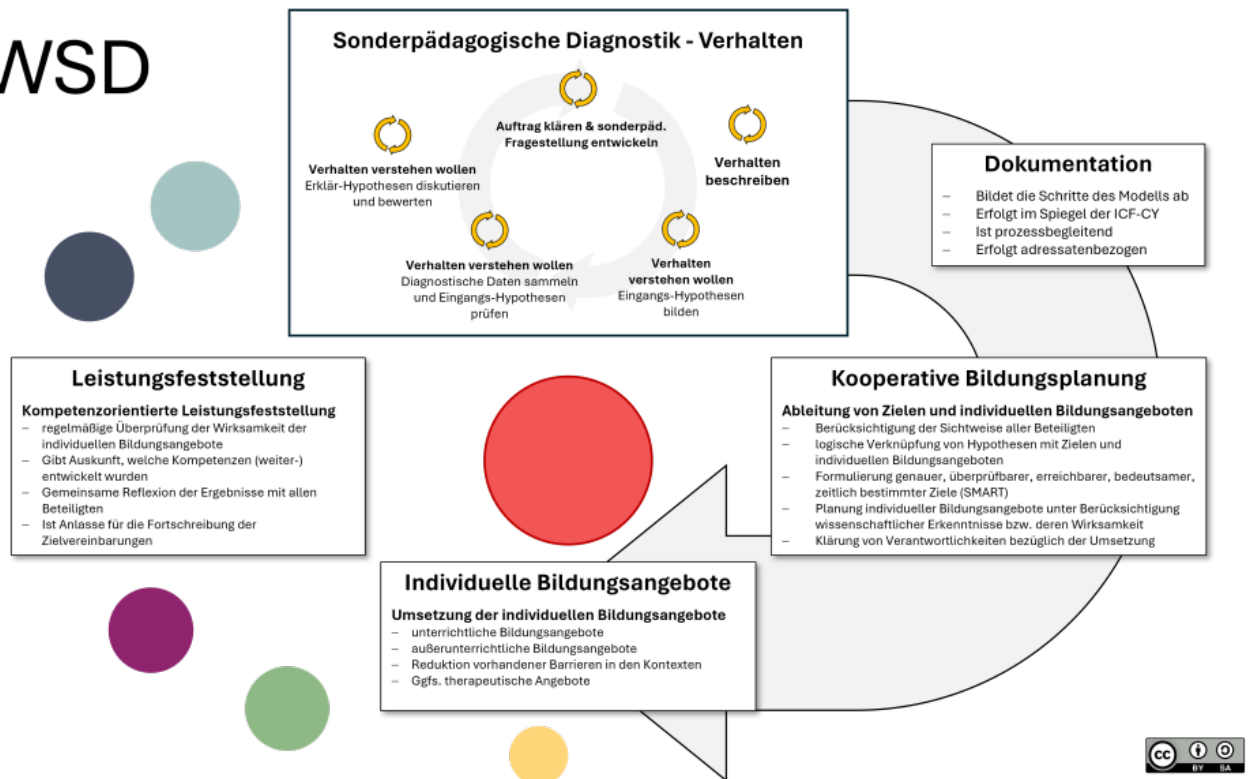 WSD
Sonderpädagogische Diagnostik - Verhalten
Auftrag klären & sonderpäd.
Fragestellung entwickeln
Verhalten
beschreiben
Verhalten
verstehen wollen
Eingangs-Hypothesen
bilden
Verhalten verstehen wollen
Diagnostische Daten sammeln
und Eingangs-Hypothesen
prüfen
Verhalten verstehen wollen
Erklär-Hypothesen diskutieren
und bewerten
Dokumentation
– Bildet die Schritte des Modells ab
– Erfolgt im Spiegel der ICF-CY
– Ist prozessbegleitend
– Erfolgt adressatenbezogen
Kooperative Bildungsplanung
Ableitung von Zielen und individuellen Bildungsangeboten
– Berücksichtigung der Sichtweise aller Beteiligten
– logische Verknüpfung von Hypothesen mit Zielen und
individuellen Bildungsangeboten
– Formulierung genauer, überprüfbarer, erreichbarer, bedeutsamer,
zeitlich bestimmter Ziele (SMART)
– Planung individueller Bildungsangebote unter Berücksichtigung
wissenschaftlicher Erkenntnisse bzw. deren Wirksamkeit
– Klärung von Verantwortlichkeiten bezüglich der Umsetzung
Individuelle Bildungsangebote
Umsetzung der individuellen Bildungsangebote
– unterrichtliche Bildungsangebote
– außerunterrichtliche Bildungsangebote
– Reduktion vorhandener Barrieren in den Kontexten
– Ggfs. therapeutische Angebote
Leistungsfeststellung
Kompetenzorientierte Leistungsfeststellung
– regelmäßige Überprüfung der Wirksamkeit der
individuellen Bildungsangebote
– Gibt Auskunft, welche Kompetenzen (weiter-)
entwickelt wurden
– Gemeinsame Reflexion der Ergebnisse mit allen
Beteiligten
– Ist Anlasse für die Fortschreibung der
Zielvereinbarungen
cc
BY SA